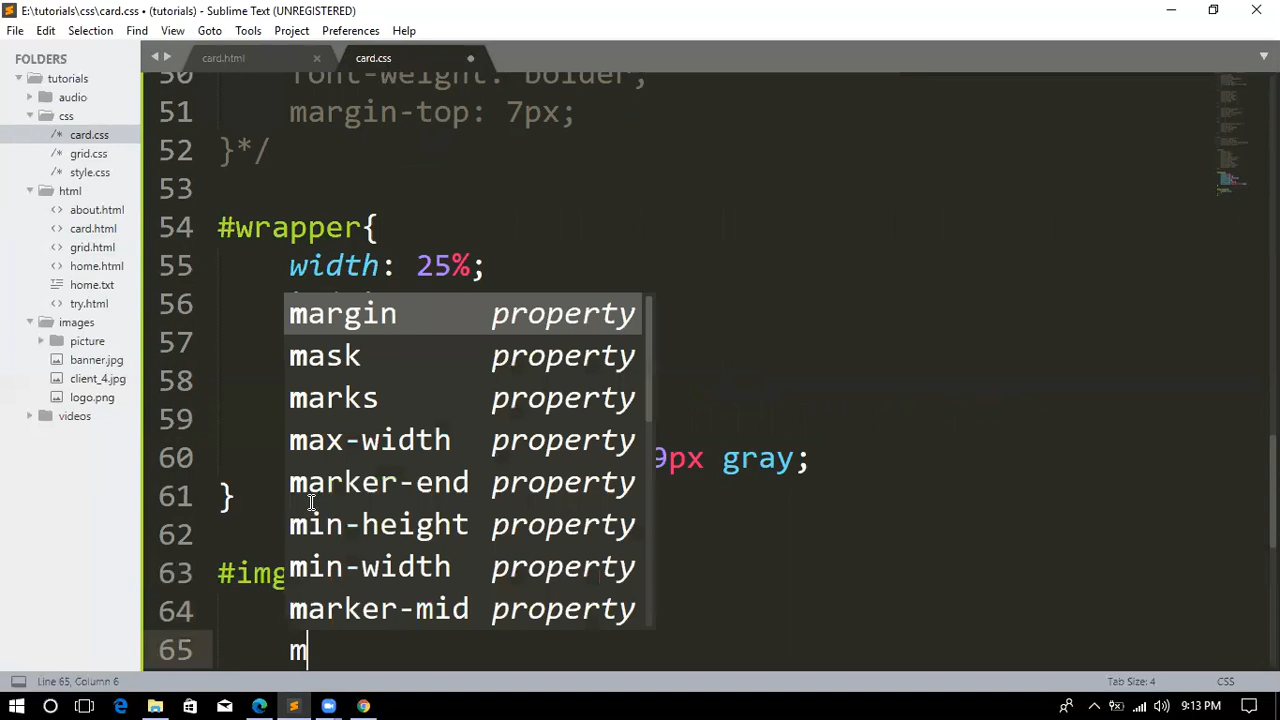 E:\tutorials\css\card.css • (tutorials) - Sublime Text (UNREGISTERED)
File Edit Selection Find View Goto Tools Project Preferences Help
FOLDERS
tutorials
audio
css
card.css
grid.css
style.css
html
about.html
card.html
grid.html
home.html
home.txt
try.html
images
picture
banner.jpg
client_4.jpg
logo.png
videos
card.html × card.css
50 font-weight: bolder;
51 margin-top: 7px;
52 }*/
53
54 #wrapper{
55 width: 25%;
56
57
58
59
60 9px gray;
61 }
62
63 #img
64
65 m
margin property
mask property
marks property
max-width property
marker-end property
min-height property
min-width property
marker-mid property
Line 65, Column 6 Tab Size: 4 CSS
9:13 PM